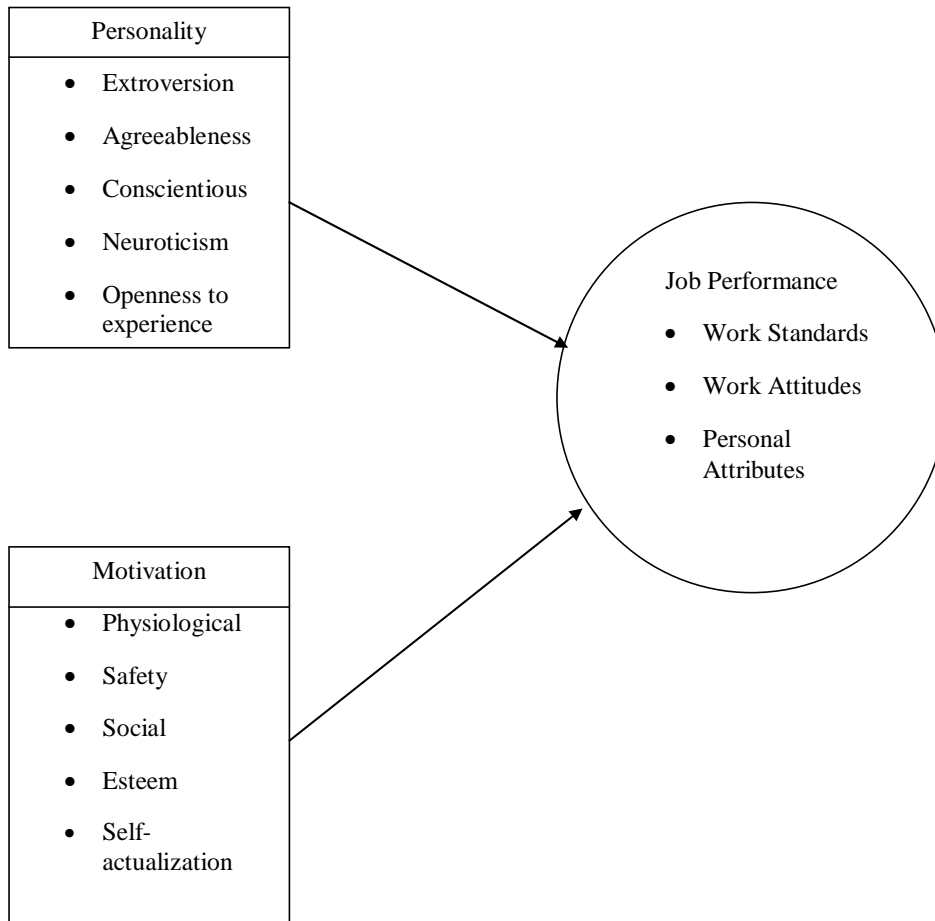 Personality
• Extroversion
• Agreeableness
• Conscientious
• Neuroticism
• Openness to
experience
Job Performance
• Work Standards
• Work Attitudes
• Personal
Attributes
Motivation
• Physiological
• Safety
• Social
• Esteem
• Self-
actualization